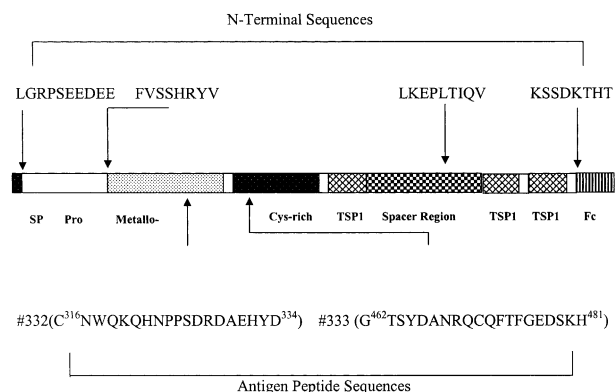 N-Terminal Sequences
LGRPSEEDEE FVSSHRYV LKEPLTIQV KSSDKTHT
SP Pro Metallo- Cys-rich TSP1 Spacer Region TSP1 TSP1 Fc
#332(C³¹⁶NWQKQHNPPSDRDAEHYD³³⁴) #333 (G⁴⁶²TSYDANRQCQFTFGEDSKH⁴⁸¹)
Antigen Peptide Sequences